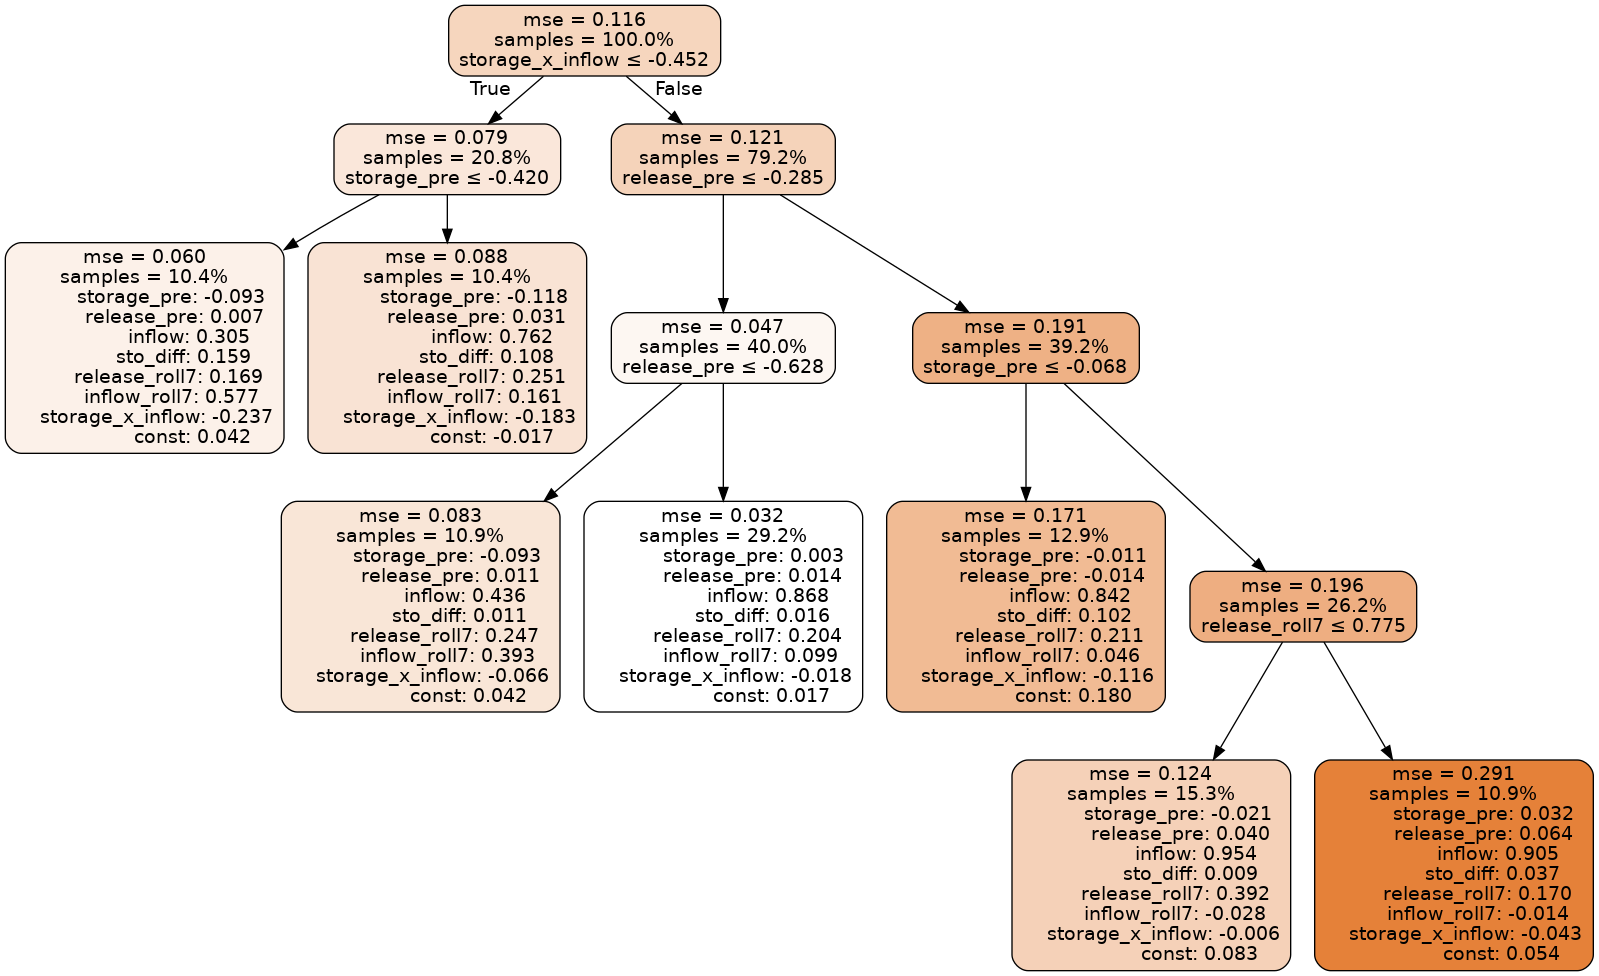 mse = 0.116
samples = 100.0%
storage_x_inflow ≤ -0.452
True
False
mse = 0.079
samples = 20.8%
storage_pre ≤ -0.420
mse = 0.121
samples = 79.2%
release_pre ≤ -0.285
mse = 0.060
samples = 10.4%
storage_pre: -0.093
release_pre: 0.007
inflow: 0.305
sto_diff: 0.159
release_roll7: 0.169
inflow_roll7: 0.577
storage_x_inflow: -0.237
const: 0.042
mse = 0.088
samples = 10.4%
storage_pre: -0.118
release_pre: 0.031
inflow: 0.762
sto_diff: 0.108
release_roll7: 0.251
inflow_roll7: 0.161
storage_x_inflow: -0.183
const: -0.017
mse = 0.047
samples = 40.0%
release_pre ≤ -0.628
mse = 0.191
samples = 39.2%
storage_pre ≤ -0.068
mse = 0.083
samples = 10.9%
storage_pre: -0.093
release_pre: 0.011
inflow: 0.436
sto_diff: 0.011
release_roll7: 0.247
inflow_roll7: 0.393
storage_x_inflow: -0.066
const: 0.042
mse = 0.032
samples = 29.2%
storage_pre: 0.003
release_pre: 0.014
inflow: 0.868
sto_diff: 0.016
release_roll7: 0.204
inflow_roll7: 0.099
storage_x_inflow: -0.018
const: 0.017
mse = 0.171
samples = 12.9%
storage_pre: -0.011
release_pre: -0.014
inflow: 0.842
sto_diff: 0.102
release_roll7: 0.211
inflow_roll7: 0.046
storage_x_inflow: -0.116
const: 0.180
mse = 0.196
samples = 26.2%
release_roll7 ≤ 0.775
mse = 0.124
samples = 15.3%
storage_pre: -0.021
release_pre: 0.040
inflow: 0.954
sto_diff: 0.009
release_roll7: 0.392
inflow_roll7: -0.028
storage_x_inflow: -0.006
const: 0.083
mse = 0.291
samples = 10.9%
storage_pre: 0.032
release_pre: 0.064
inflow: 0.905
sto_diff: 0.037
release_roll7: 0.170
inflow_roll7: -0.014
storage_x_inflow: -0.043
const: 0.054